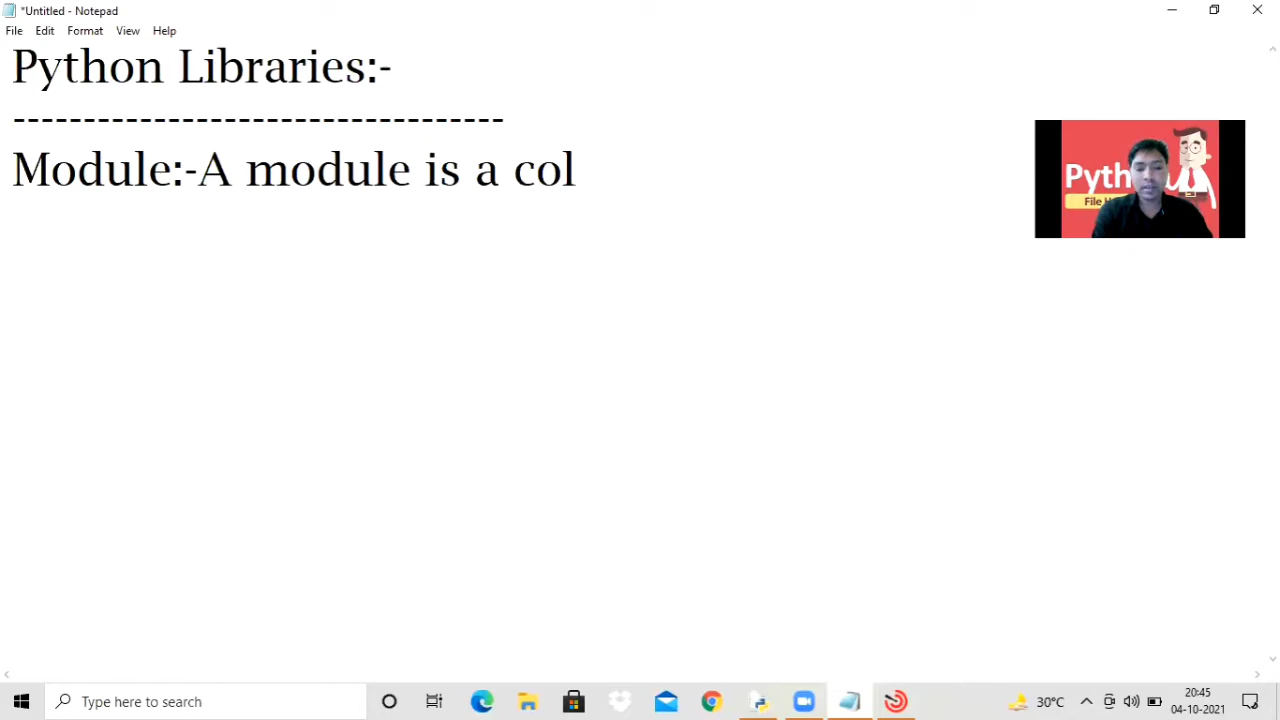 *Untitled - Notepad
File Edit Format View Help
Python Libraries:-
-----------------------------------
Module:-A module is a col
Pyth
File H
Type here to search
30°C
20:45
04-10-2021